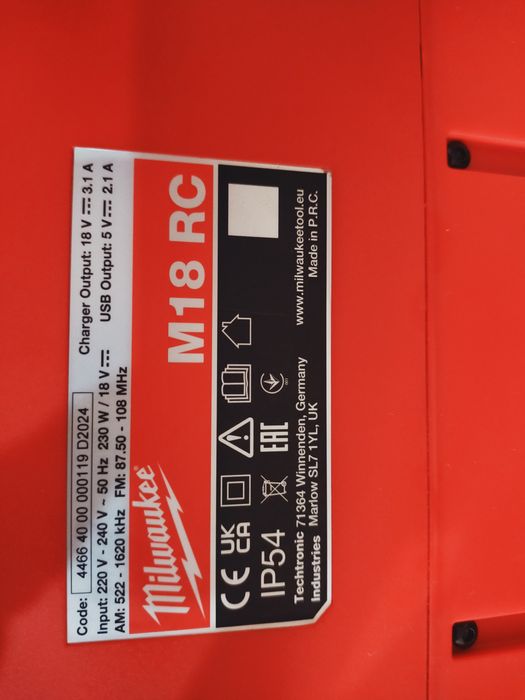 Code: 4466 40 00 000119 D2024 Charger Output: 18 V ⎓ 3.1 A
Input: 220 V - 240 V ~ 50 Hz 230 W / 18 V ⎓ USB Output: 5 V ⎓ 2.1 A
AM: 522 - 1620 kHz FM: 87.50 - 108 MHz
Milwaukee
M18 RC
CE UK CA
EAC
IP54
Techtronic 71364 Winnenden, Germany www.milwaukeetool.eu
Industries Marlow SL7 1YL, UK Made in P.R.C.